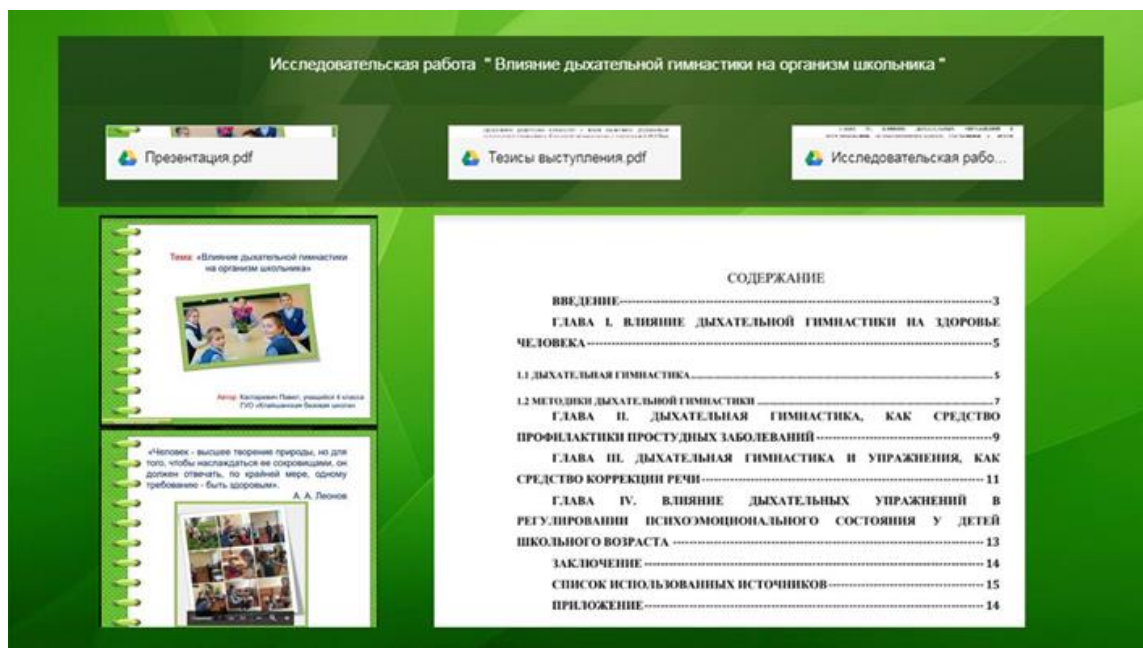 Исследовательская работа " Влияние дыхательной гимнастики на организм школьника "
Презентация.pdf
Тезисы выступления.pdf
Исследовательская рабо...
Тема: «Влияние дыхательной гимнастики
на организм школьника»
Автор: Павел, учащийся 4 класса
ГУО «базовая школа»
«Человек - высшее творение природы, но для
того, чтобы наслаждаться ее сокровищами, он
должен отвечать, по крайней мере, одному
требованию - быть здоровым».
А. А. Леонов
СОДЕРЖАНИЕ
ВВЕДЕНИЕ 3
ГЛАВА I. ВЛИЯНИЕ ДЫХАТЕЛЬНОЙ ГИМНАСТИКИ НА ЗДОРОВЬЕ
ЧЕЛОВЕКА 5
1.1 ДЫХАТЕЛЬНАЯ ГИМНАСТИКА 5
1.2 МЕТОДИКИ ДЫХАТЕЛЬНОЙ ГИМНАСТИКИ 7
ГЛАВА II. ДЫХАТЕЛЬНАЯ ГИМНАСТИКА, КАК СРЕДСТВО
ПРОФИЛАКТИКИ ПРОСТУДНЫХ ЗАБОЛЕВАНИЙ 9
ГЛАВА III. ДЫХАТЕЛЬНАЯ ГИМНАСТИКА И УПРАЖНЕНИЯ, КАК
СРЕДСТВО КОРРЕКЦИИ РЕЧИ 11
ГЛАВА IV. ВЛИЯНИЕ ДЫХАТЕЛЬНЫХ УПРАЖНЕНИЙ В
РЕГУЛИРОВАНИИ ПСИХОЭМОЦИОНАЛЬНОГО СОСТОЯНИЯ У ДЕТЕЙ
ШКОЛЬНОГО ВОЗРАСТА 13
ЗАКЛЮЧЕНИЕ 14
СПИСОК ИСПОЛЬЗОВАННЫХ ИСТОЧНИКОВ 15
ПРИЛОЖЕНИЕ 14